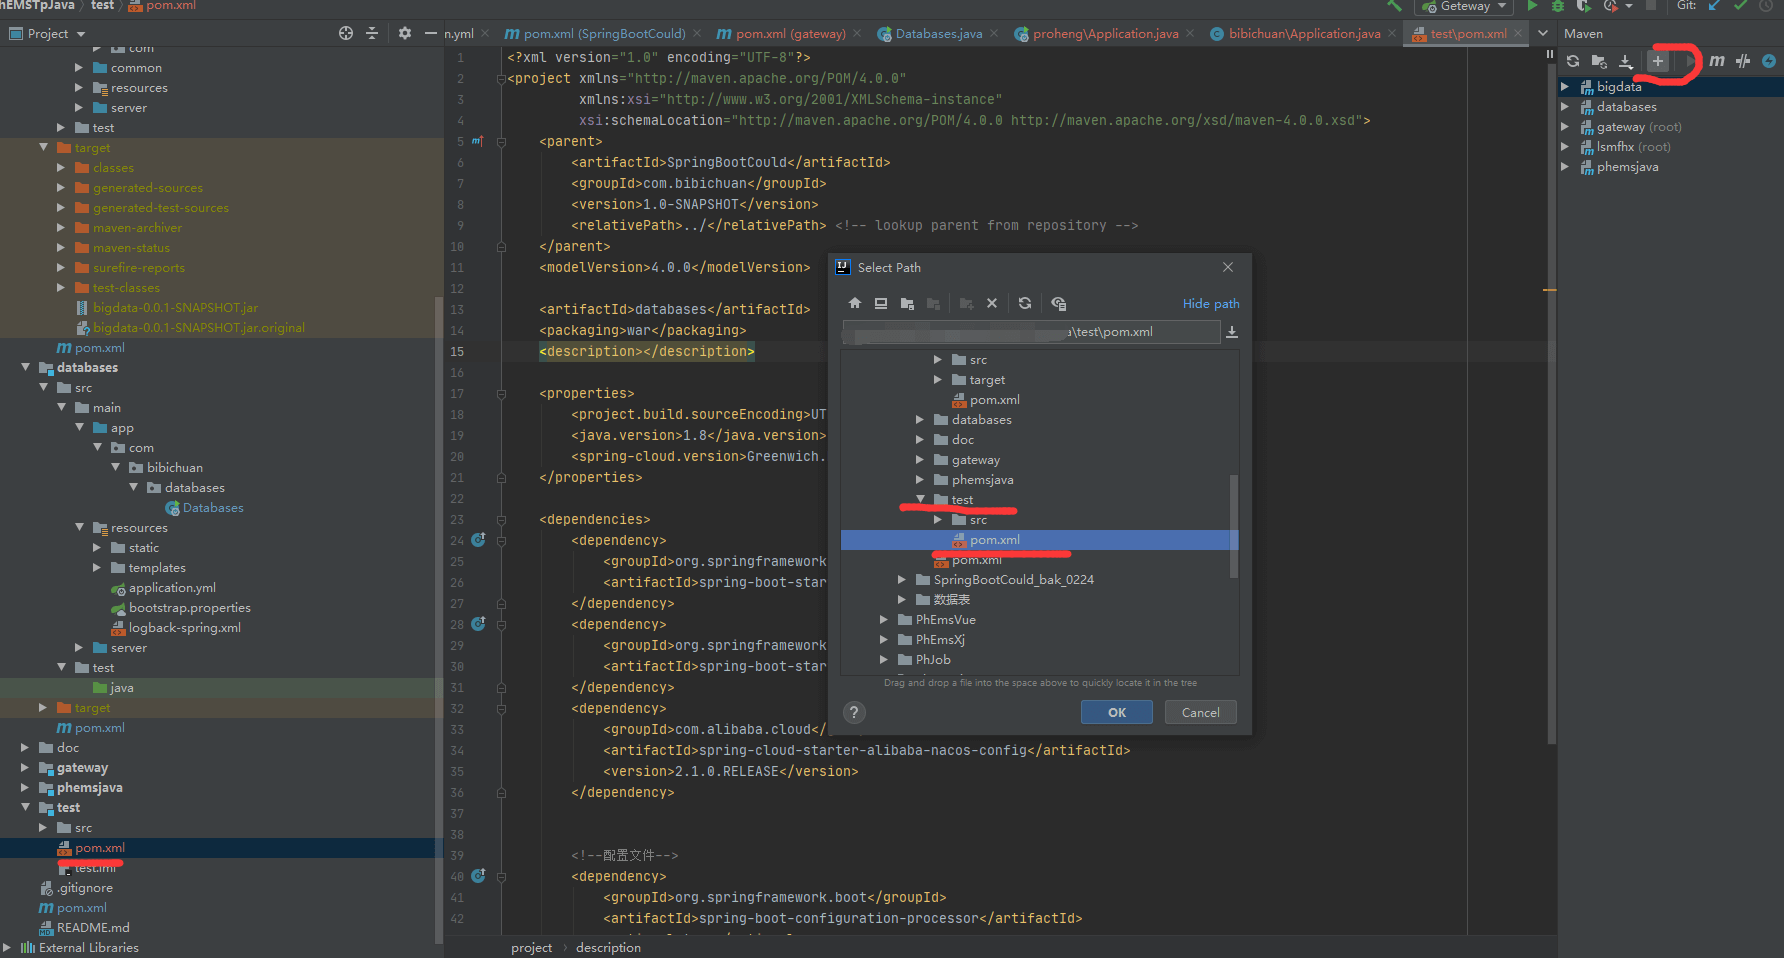 hEMSTpJava
test
pom.xml
Geteway
Git:
Project
n.yml
pom.xml (SpringBootCould)
pom.xml (gateway)
Databases.java
proheng\Application.java
bibichuan\Application.java
test\pom.xml
Maven
com
common
resources
server
test
target
classes
generated-sources
generated-test-sources
maven-archiver
maven-status
surefire-reports
test-classes
bigdata-0.0.1-SNAPSHOT.jar
bigdata-0.0.1-SNAPSHOT.jar.original
pom.xml
databases
src
main
app
com
bibichuan
databases
Databases
resources
static
templates
application.yml
bootstrap.properties
logback-spring.xml
server
test
java
target
pom.xml
doc
gateway
phemsjava
test
src
pom.xml
test.iml
.gitignore
pom.xml
README.md
External Libraries
1 <?xml version="1.0" encoding="UTF-8"?>
2 <project xmlns="http://maven.apache.org/POM/4.0.0"
3 xmlns:xsi="http://www.w3.org/2001/XMLSchema-instance"
4 xsi:schemaLocation="http://maven.apache.org/POM/4.0.0 http://maven.apache.org/xsd/maven-4.0.0.xsd">
5 <parent>
6 <artifactId>SpringBootCould</artifactId>
7 <groupId>com.bibichuan</groupId>
8 <version>1.0-SNAPSHOT</version>
9 <relativePath>../</relativePath> <!-- lookup parent from repository -->
10 </parent>
11 <modelVersion>4.0.0</modelVersion>
12
13 <artifactId>databases</artifactId>
14 <packaging>war</packaging>
15 <description></description>
16
17 <properties>
18 <project.build.sourceEncoding>UT
19 <java.version>1.8</java.version>
20 <spring-cloud.version>Greenwich.
21 </properties>
22
23 <dependencies>
24 <dependency>
25 <groupId>org.springframework
26 <artifactId>spring-boot-star
27 </dependency>
28 <dependency>
29 <groupId>org.springframework
30 <artifactId>spring-boot-star
31 </dependency>
32 <dependency>
33 <groupId>com.alibaba.cloud</
34 <artifactId>spring-cloud-starter-alibaba-nacos-config</artifactId>
35 <version>2.1.0.RELEASE</version>
36 </dependency>
37
38
39 <!--配置文件-->
40 <dependency>
41 <groupId>org.springframework.boot</groupId>
42 <artifactId>spring-boot-configuration-processor</artifactId>
project
description
Select Path
Hide path
a\test\pom.xml
src
target
pom.xml
databases
doc
gateway
phemsjava
test
src
pom.xml
pom.xml
SpringBootCould_bak_0224
数据表
PhEmsVue
PhEmsXj
PhJob
Drag and drop a file into the space above to quickly locate it in the tree
OK
Cancel
bigdata
databases
gateway (root)
lsmfhx (root)
phemsjava